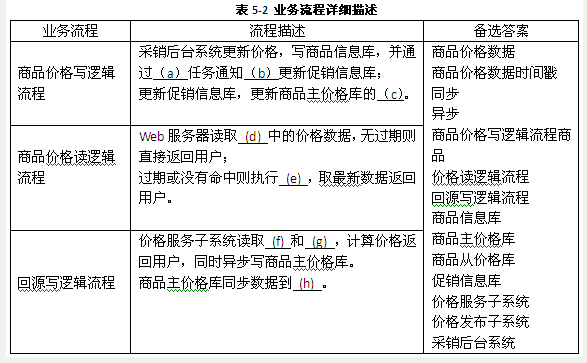 表 5-2 业务流程详细描述
业务流程 流程描述 备选答案
商品价格写逻辑
流程
采销后台系统更新价格，写商品信息库，并通
过（a）任务通知（b）更新促销信息库；
更新促销信息库，更新商品主价格库的（c）。
商品价格读逻辑
流程
Web 服务器读取 (d) 中的价格数据，无过期则
直接返回用户；
过期或没有命中则执行 (e) ，取最新数据返回
用户。
回源写逻辑流程
价格服务子系统读取 (f) 和 (g) ，计算价格返
回用户，同时异步写商品主价格库。
商品主价格库同步数据到 (h) 。
商品价格数据
商品价格数据时间戳
同步
异步
商品价格写逻辑流程商
品
价格读逻辑流程
回源写逻辑流程
商品信息库
商品主价格库
商品从价格库
促销信息库
价格服务子系统
价格发布子系统
采销后台系统